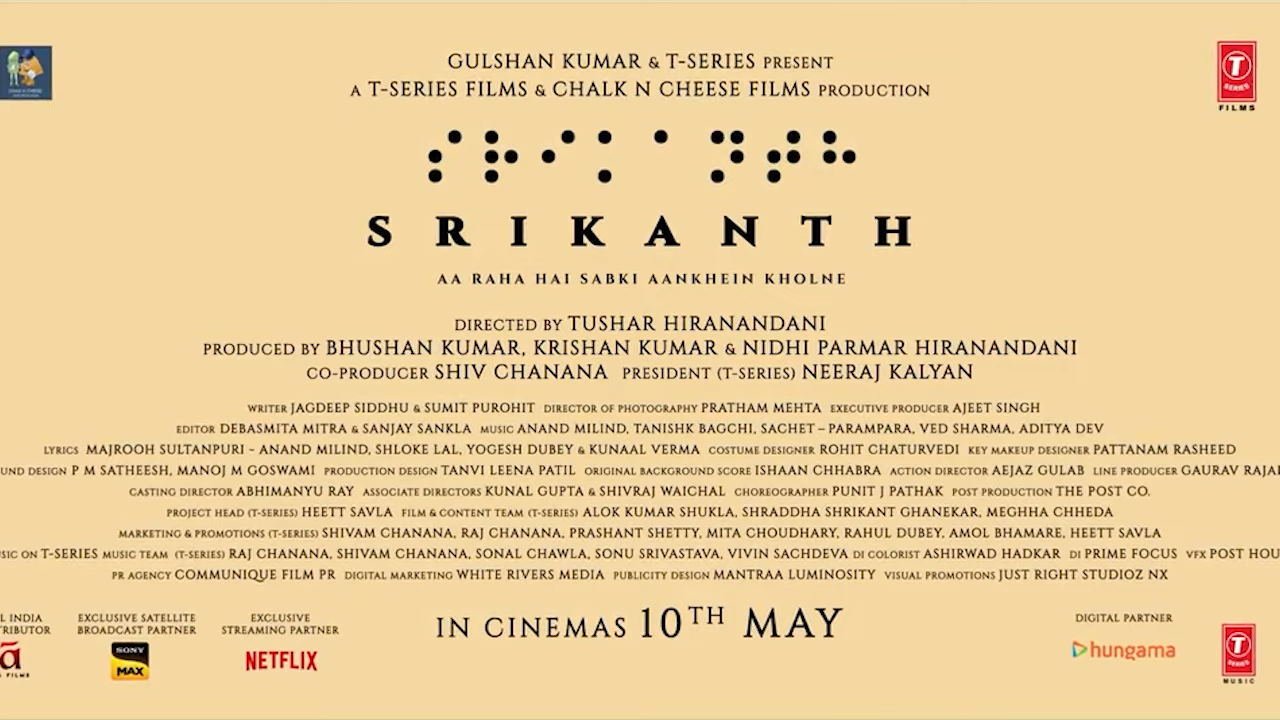 GULSHAN KUMAR & T-SERIES PRESENT
A T-SERIES FILMS & CHALK N CHEESE FILMS PRODUCTION
T
SERIES
FILMS
⠎⠗⠊⠅⠁⠝⠞⠓
SRIKANTH
AA RAHA HAI SABKI AANKHEIN KHOLNE
DIRECTED BY TUSHAR HIRANANDANI
PRODUCED BY BHUSHAN KUMAR, KRISHAN KUMAR & NIDHI PARMAR HIRANANDANI
CO-PRODUCER SHIV CHANANA PRESIDENT (T-SERIES) NEERAJ KALYAN
WRITER JAGDEEP SIDDHU & SUMIT PUROHIT DIRECTOR OF PHOTOGRAPHY PRATHAM MEHTA EXECUTIVE PRODUCER AJEET SINGH
EDITOR DEBASMITA MITRA & SANJAY SANKLA MUSIC ANAND MILIND, TANISHK BAGCHI, SACHET – PARAMPARA, VED SHARMA, ADITYA DEV
LYRICS MAJROOH SULTANPURI - ANAND MILIND, SHLOKE LAL, YOGESH DUBEY & KUNAAL VERMA COSTUME DESIGNER ROHIT CHATURVEDI KEY MAKEUP DESIGNER PATTANAM RASHEED
UND DESIGN P M SATHEESH, MANOJ M GOSWAMI PRODUCTION DESIGN TANVI LEENA PATIL ORIGINAL BACKGROUND SCORE ISHAAN CHHABRA ACTION DIRECTOR AEJAZ GULAB LINE PRODUCER GAURAV RAJA
CASTING DIRECTOR ABHIMANYU RAY ASSOCIATE DIRECTORS KUNAL GUPTA & SHIVRAJ WAICHAL CHOREOGRAPHER PUNIT J PATHAK POST PRODUCTION THE POST CO.
PROJECT HEAD (T-SERIES) HEETT SAVLA FILM & CONTENT TEAM (T-SERIES) ALOK KUMAR SHUKLA, SHRADDHA SHRIKANT GHANEKAR, MEGHHA CHHEDA
MARKETING & PROMOTIONS (T-SERIES) SHIVAM CHANANA, RAJ CHANANA, PRASHANT SHETTY, MITA CHOUDHARY, RAHUL DUBEY, AMOL BHAMARE, HEETT SAVLA
SIC ON T-SERIES MUSIC TEAM (T-SERIES) RAJ CHANANA, SHIVAM CHANANA, SONAL CHAWLA, SONU SRIVASTAVA, VIVIN SACHDEVA DI COLORIST ASHIRWAD HADKAR DI PRIME FOCUS VFX POST HOU
PR AGENCY COMMUNIQUE FILM PR DIGITAL MARKETING WHITE RIVERS MEDIA PUBLICITY DESIGN MANTRAA LUMINOSITY VISUAL PROMOTIONS JUST RIGHT STUDIOZ NX
L INDIA
TRIBUTOR
EXCLUSIVE SATELLITE
BROADCAST PARTNER
SONY
MAX
EXCLUSIVE
STREAMING PARTNER
NETFLIX
IN CINEMAS 10TH MAY
DIGITAL PARTNER
hungama
T
SERIES
MUSIC